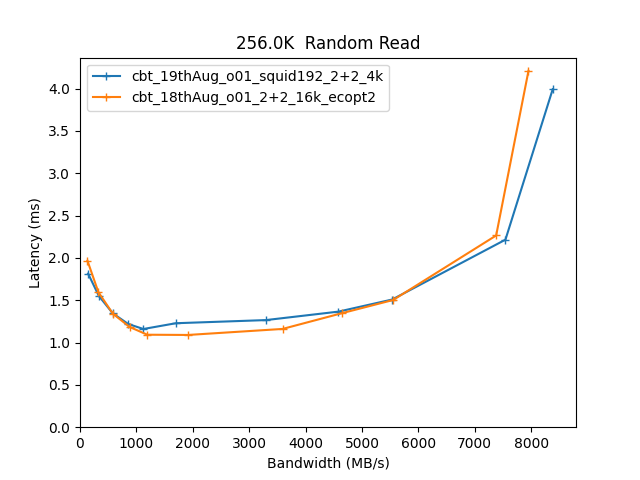 256.0K  Random Read
cbt_19thAug_o01_squid192_2+2_4k
cbt_18thAug_o01_2+2_16k_ecopt2
Latency (ms)
4.0
3.5
3.0
2.5
2.0
1.5
1.0
0.5
0.0
0 1000 2000 3000 4000 5000 6000 7000 8000
Bandwidth (MB/s)